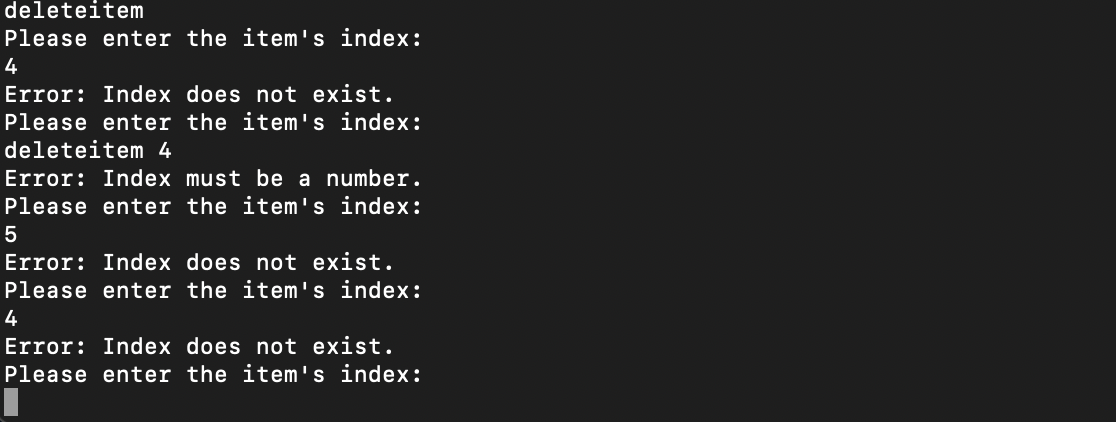 deleteitem
Please enter the item's index:
4
Error: Index does not exist.
Please enter the item's index:
deleteitem 4
Error: Index must be a number.
Please enter the item's index:
5
Error: Index does not exist.
Please enter the item's index:
4
Error: Index does not exist.
Please enter the item's index: